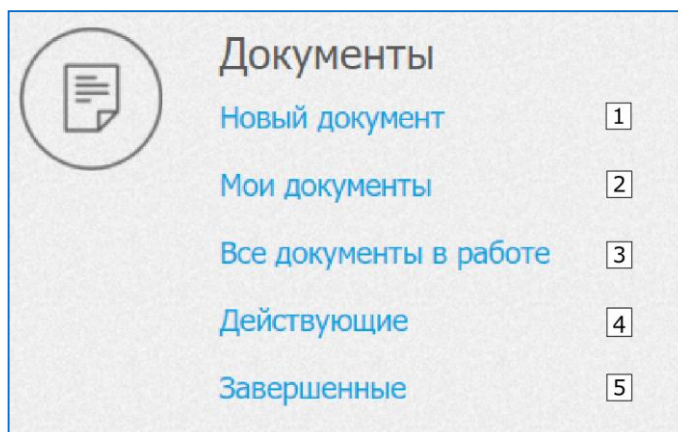 Документы
Новый документ 1
Мои документы 2
Все документы в работе 3
Действующие 4
Завершенные 5